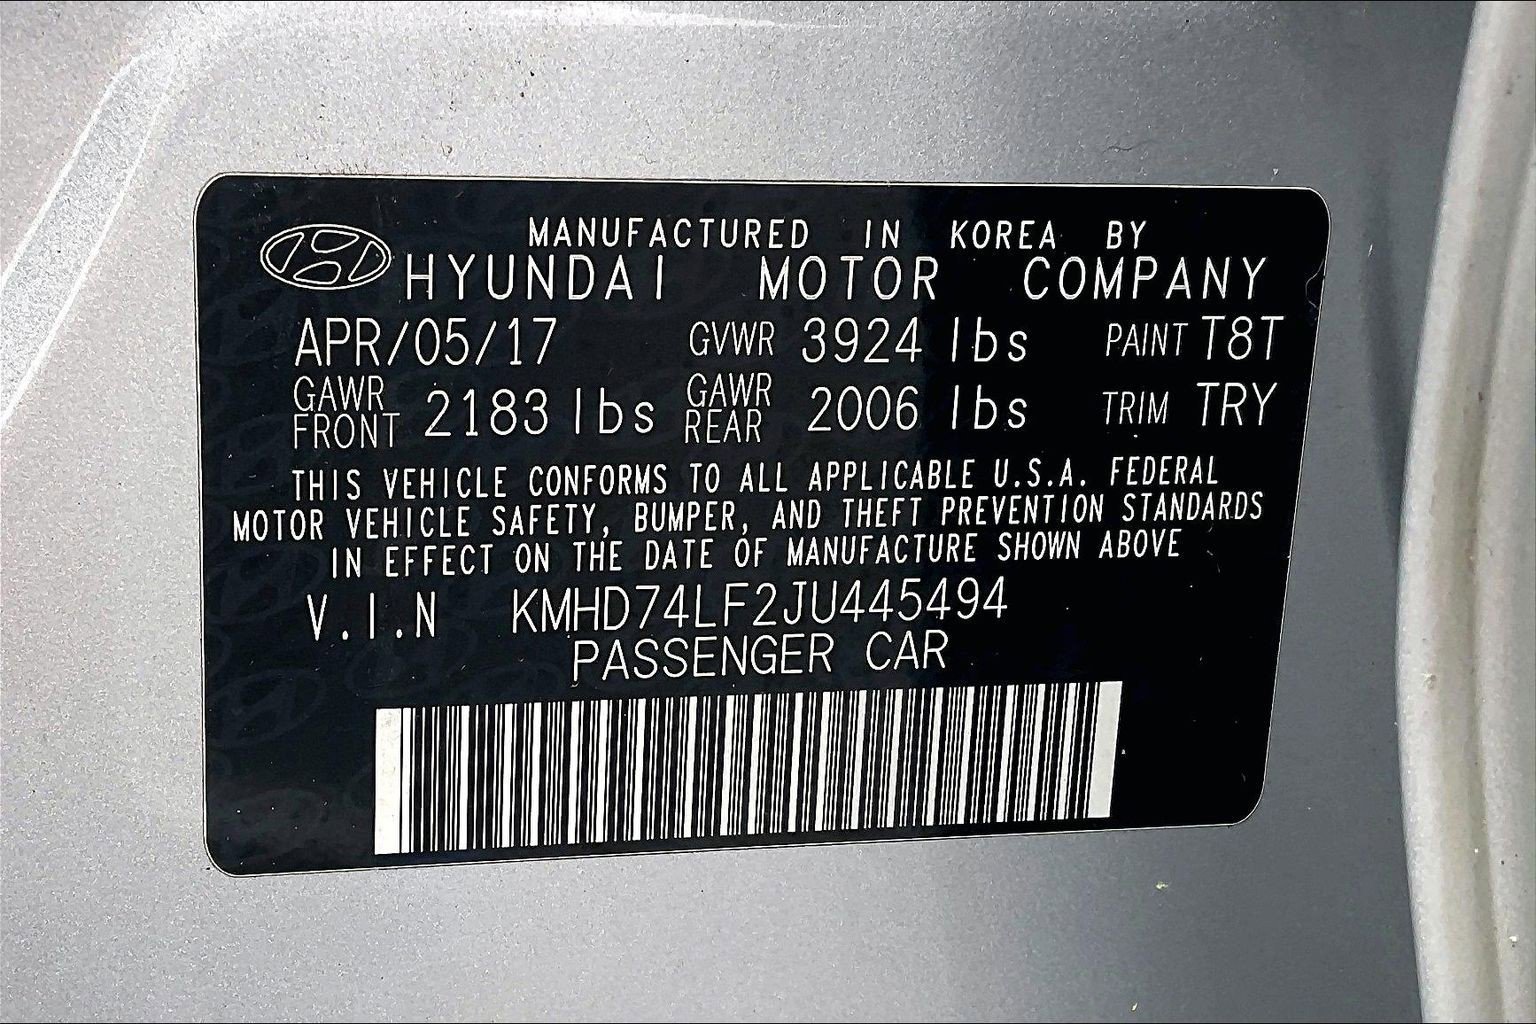 MANUFACTURED IN KOREA BY
HYUNDAI MOTOR COMPANY
APR/05/17 GVWR 3924 lbs PAINT T8T
GAWR FRONT 2183 lbs GAWR REAR 2006 lbs TRIM TRY
THIS VEHICLE CONFORMS TO ALL APPLICABLE U.S.A. FEDERAL
MOTOR VEHICLE SAFETY, BUMPER, AND THEFT PREVENTION STANDARDS
IN EFFECT ON THE DATE OF MANUFACTURE SHOWN ABOVE
V.I.N KMHD74LF2JU445494
PASSENGER CAR